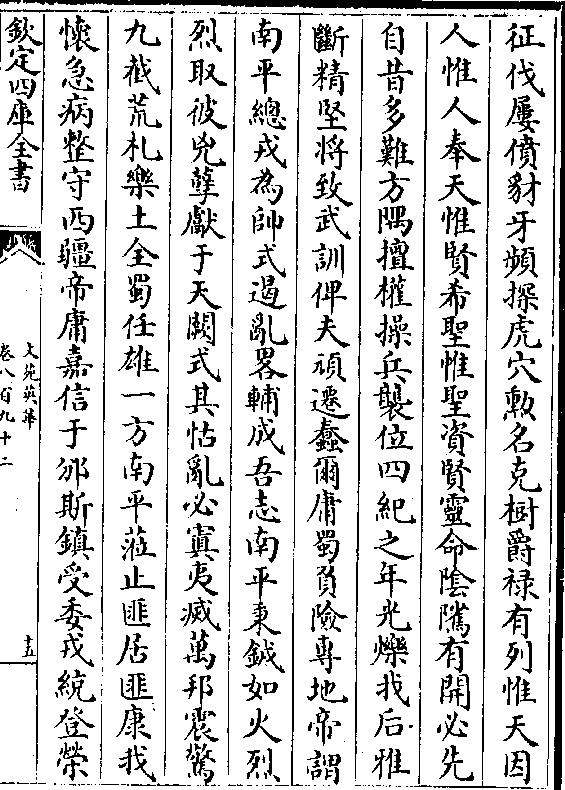 征伐屢僨豶牙頻探虎穴勲名克樹爵禄有列惟天因
人惟人奉天惟賢希聖惟聖資賢靈命陰隲有開必先
自昔多難方隅擅權操兵襲位四紀之年光爍我后雅
斷精堅將致武訓俾夫頑遷蠢爾庸蜀負險專地帝謂
南平總戎為帥式遏亂畧輔成吾志南平秉鉞如火烈
烈取彼兇孽獻于天闕式其怙亂必寘夷滅萬邦震驚
九截荒札樂土全蜀任雄一方南平蒞止匪居匪康我
懷急病整守西疆帝庸嘉信于邠斯鎮受委戎統登榮
欽定四庫全書
文苑英華
卷八百九十二
十五